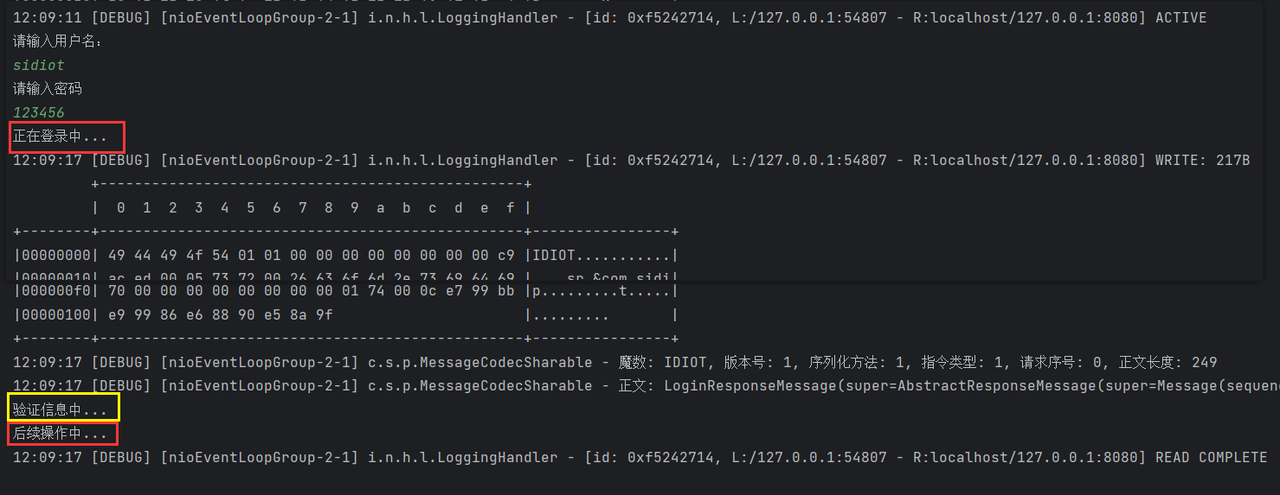 12:09:11 [DEBUG] [nioEventLoopGroup-2-1] i.n.h.l.LoggingHandler - [id: 0xf5242714, L:/127.0.0.1:54807 - R:localhost/127.0.0.1:8080] ACTIVE
请输入用户名:
sidiot
请输入密码
123456
正在登录中...
12:09:17 [DEBUG] [nioEventLoopGroup-2-1] i.n.h.l.LoggingHandler - [id: 0xf5242714, L:/127.0.0.1:54807 - R:localhost/127.0.0.1:8080] WRITE: 217B
         +-------------------------------------------------+
         |  0  1  2  3  4  5  6  7  8  9  a  b  c  d  e  f |
+--------+-------------------------------------------------+----------------+
|00000000| 49 44 49 4f 54 01 01 00 00 00 00 00 00 00 00 c9 |IDIOT...........|
|00000010| ac ed 00 05 73 72 00 26 63 6f 6d 2e 73 69 64 69 |....sr.&com.sidi|
|000000f0| 70 00 00 00 00 00 00 00 00 01 74 00 0c e7 99 bb |p.........t.....|
|00000100| e9 99 86 e6 88 90 e5 8a 9f                      |.........       |
+--------+-------------------------------------------------+----------------+
12:09:17 [DEBUG] [nioEventLoopGroup-2-1] c.s.p.MessageCodecSharable - 魔数: IDIOT, 版本号: 1, 序列化方法: 1, 指令类型: 1, 请求序号: 0, 正文长度: 249
12:09:17 [DEBUG] [nioEventLoopGroup-2-1] c.s.p.MessageCodecSharable - 正文: LoginResponseMessage(super=AbstractResponseMessage(super=Message(sequen
验证信息中...
后续操作中...
12:09:17 [DEBUG] [nioEventLoopGroup-2-1] i.n.h.l.LoggingHandler - [id: 0xf5242714, L:/127.0.0.1:54807 - R:localhost/127.0.0.1:8080] READ COMPLETE